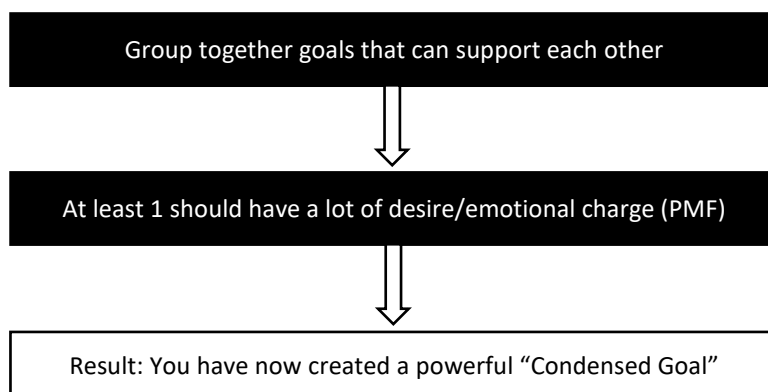 Group together goals that can support each other
At least 1 should have a lot of desire/emotional charge (PMF)
Result: You have now created a powerful “Condensed Goal”